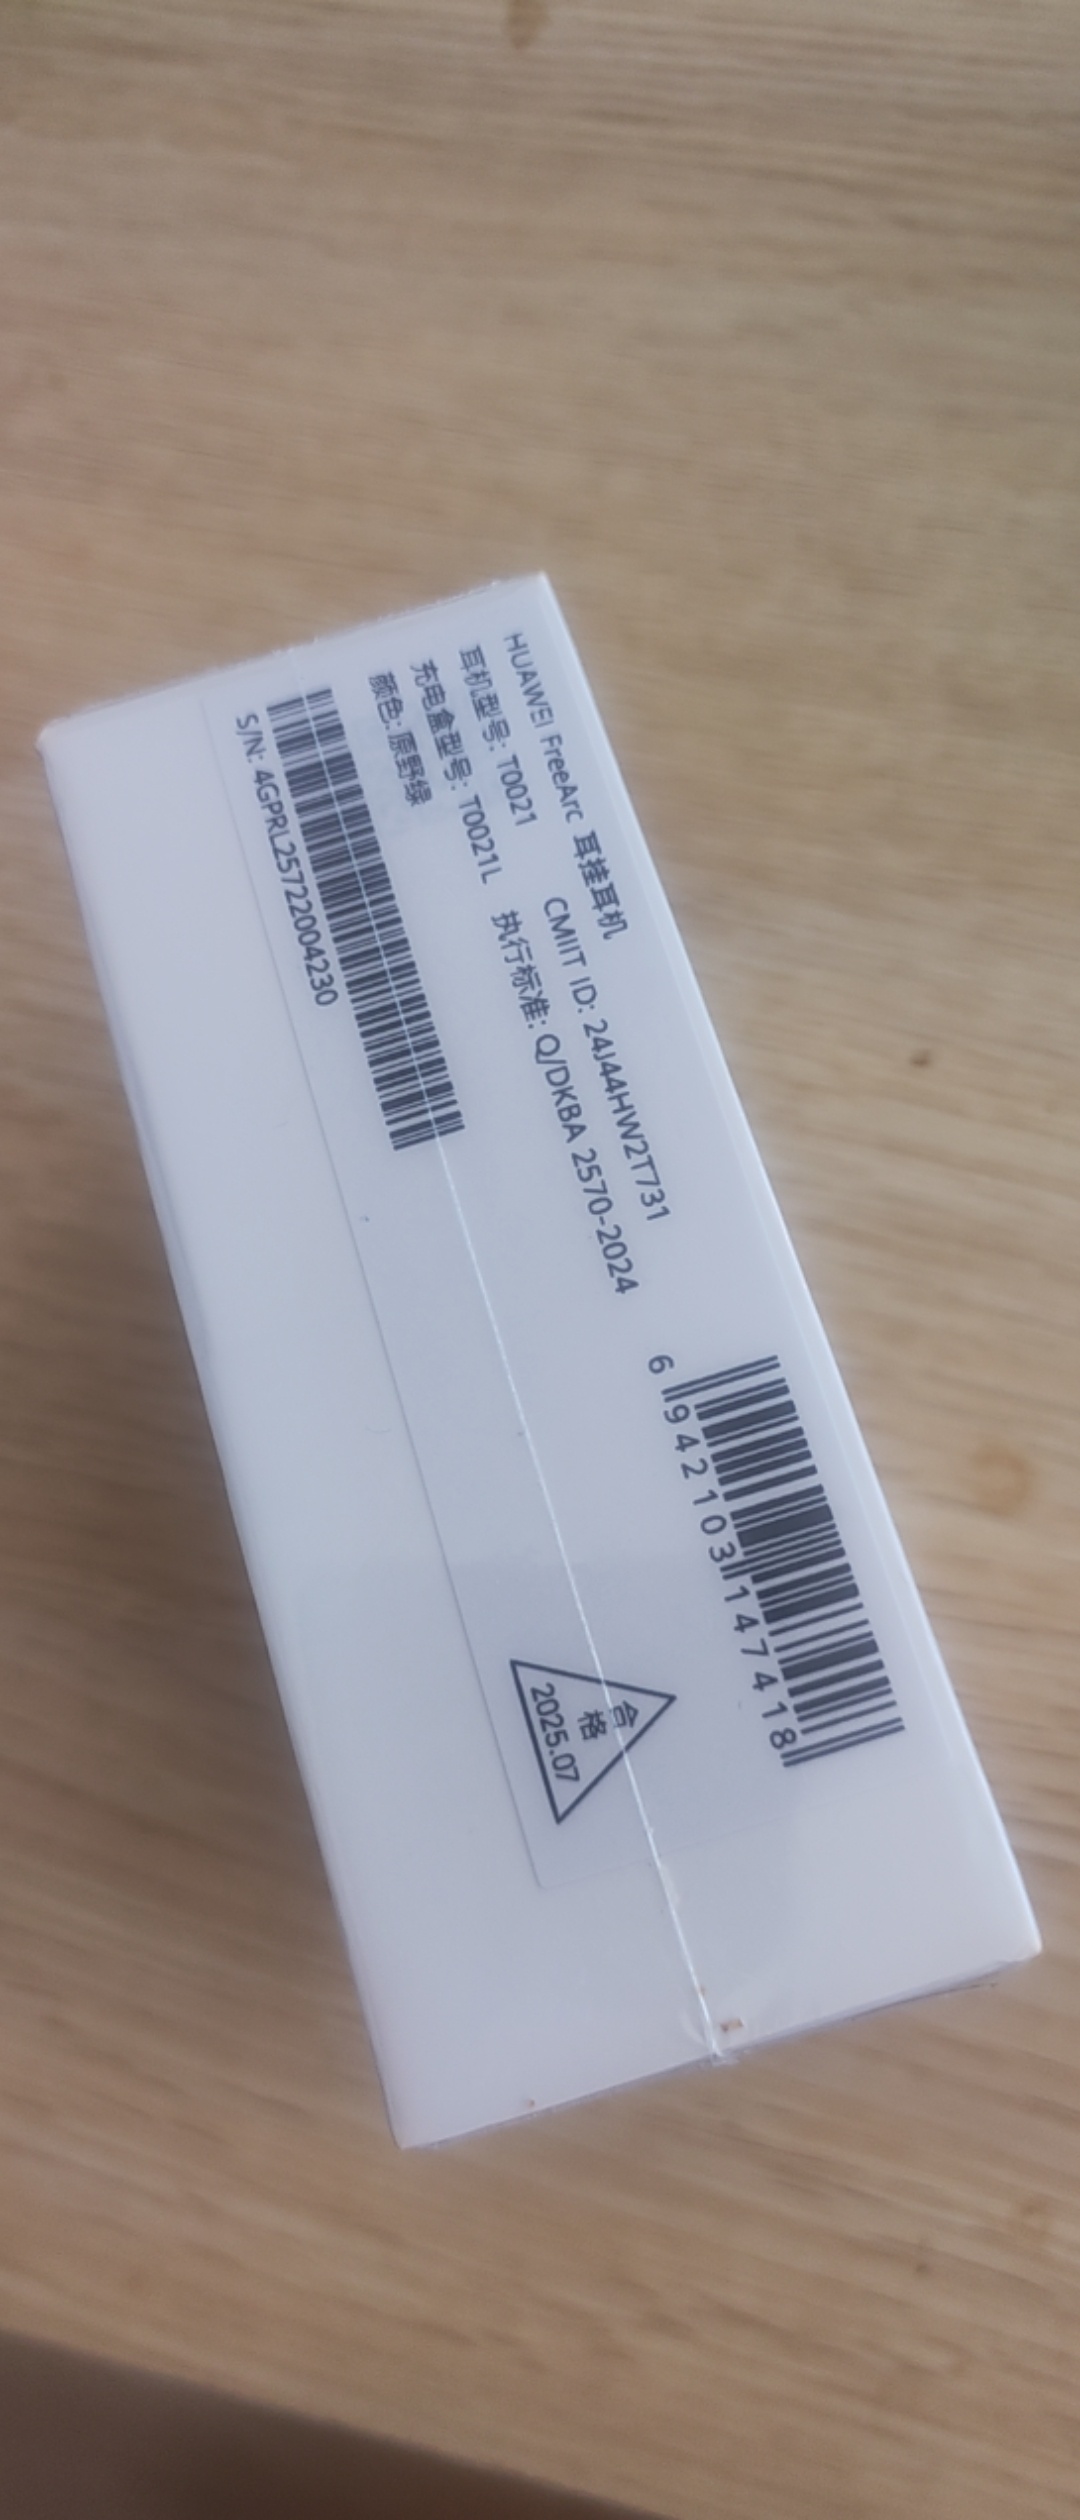 HUAWEI FreeArc 耳挂耳机
耳机型号: T0021 CMIIT ID: 24J44HW2T731
充电盒型号: T0021L 执行标准: Q/DKBA 2570-2024
颜色: 原野绿
S/N: 4GPRL25722004230
6 942103 147418
合
格
2025.07